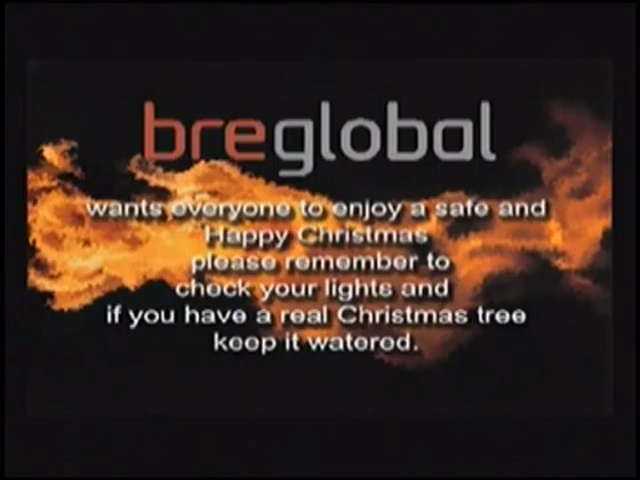 breglobal
wants everyone to enjoy a safe and
Happy Christmas
please remember to
check your lights and
if you have a real Christmas tree
keep it watered.